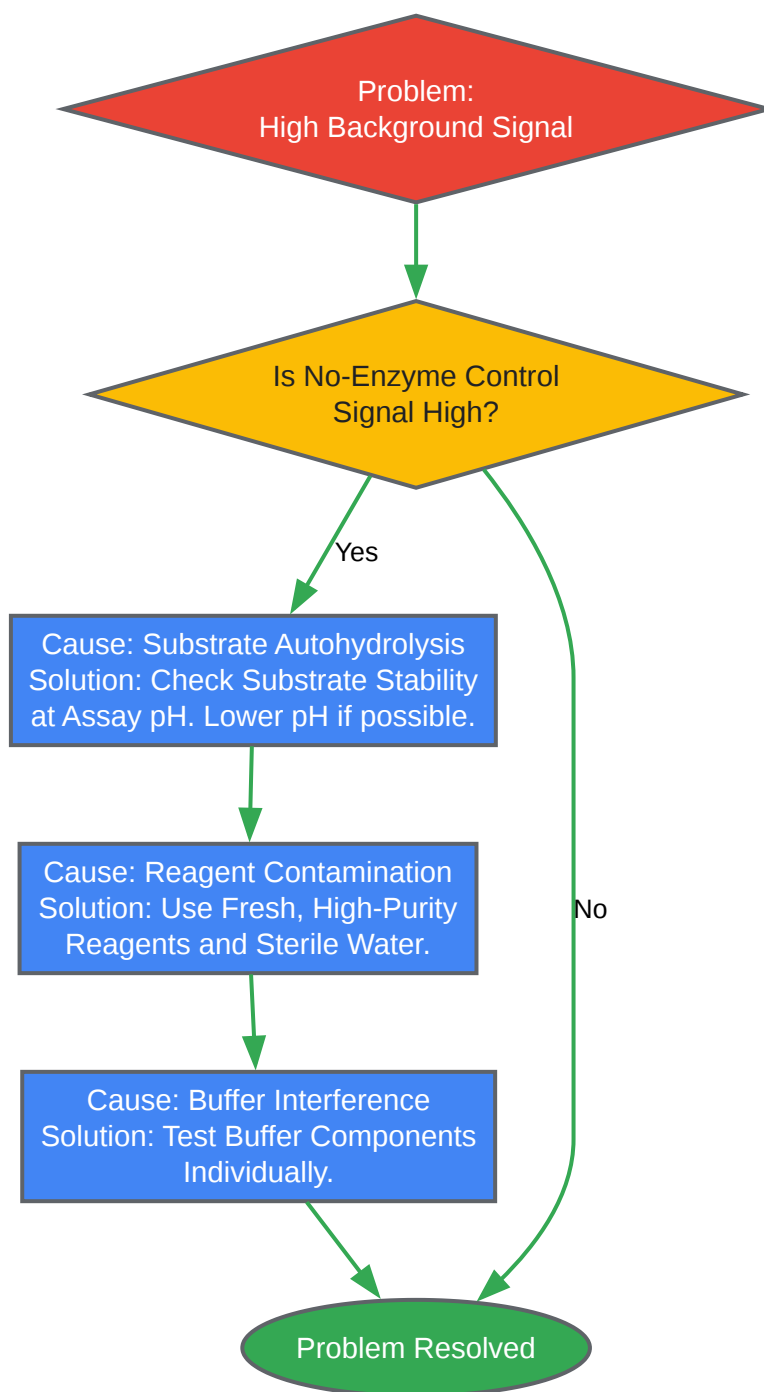 Problem:
High Background Signal
Is No-Enzyme Control
Signal High?
Yes
Cause: Substrate Autohydrolysis
Solution: Check Substrate Stability
at Assay pH. Lower pH if possible.
Cause: Reagent Contamination
Solution: Use Fresh, High-Purity
Reagents and Sterile Water.
No
Cause: Buffer Interference
Solution: Test Buffer Components
Individually.
Problem Resolved